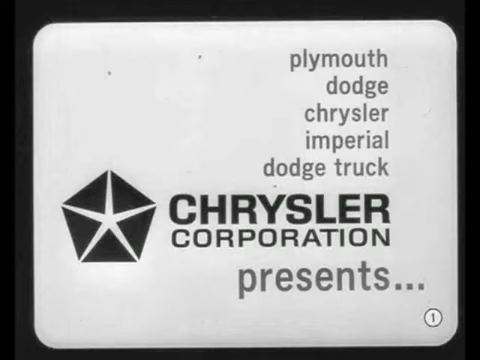 plymouth
dodge
chrysler
imperial
dodge truck
CHRYSLER
CORPORATION
presents...
1